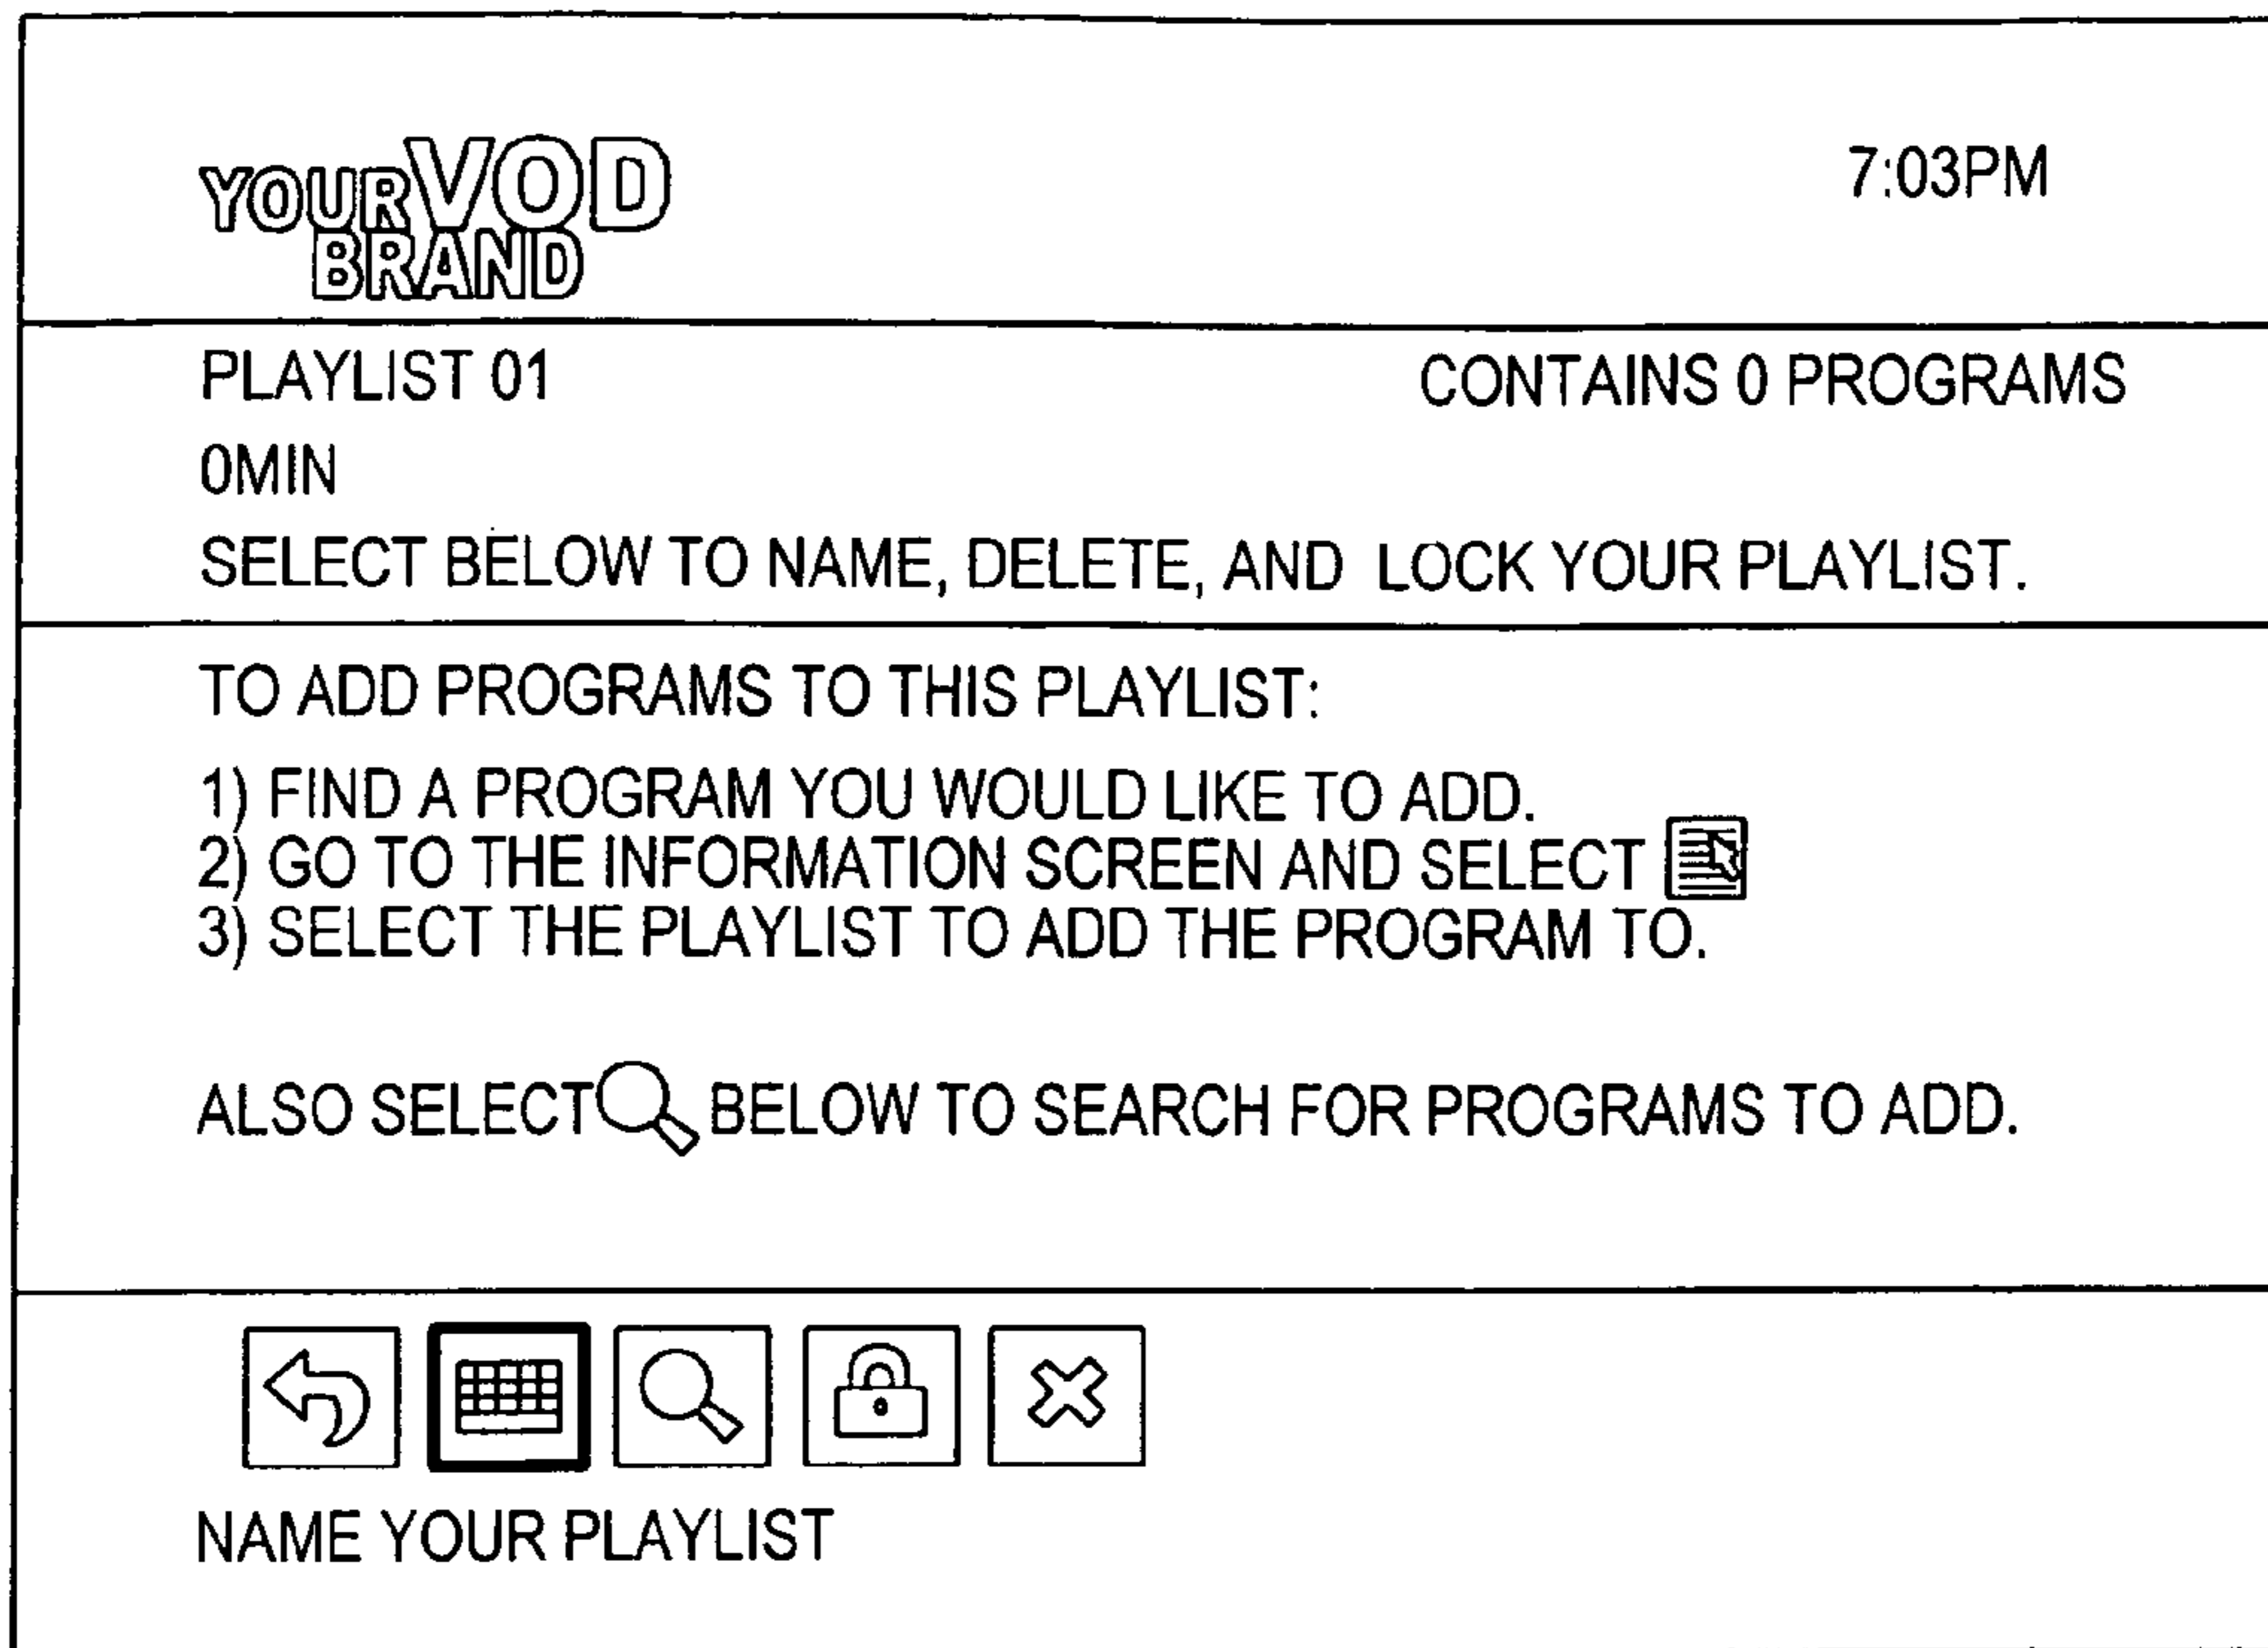 YOUR VOD
BRAND
7:03PM
PLAYLIST 01
CONTAINS 0 PROGRAMS
0MIN
SELECT BELOW TO NAME, DELETE, AND LOCK YOUR PLAYLIST.
TO ADD PROGRAMS TO THIS PLAYLIST:
1) FIND A PROGRAM YOU WOULD LIKE TO ADD.
2) GO TO THE INFORMATION SCREEN AND SELECT
3) SELECT THE PLAYLIST TO ADD THE PROGRAM TO.
ALSO SELECT BELOW TO SEARCH FOR PROGRAMS TO ADD.
NAME YOUR PLAYLIST